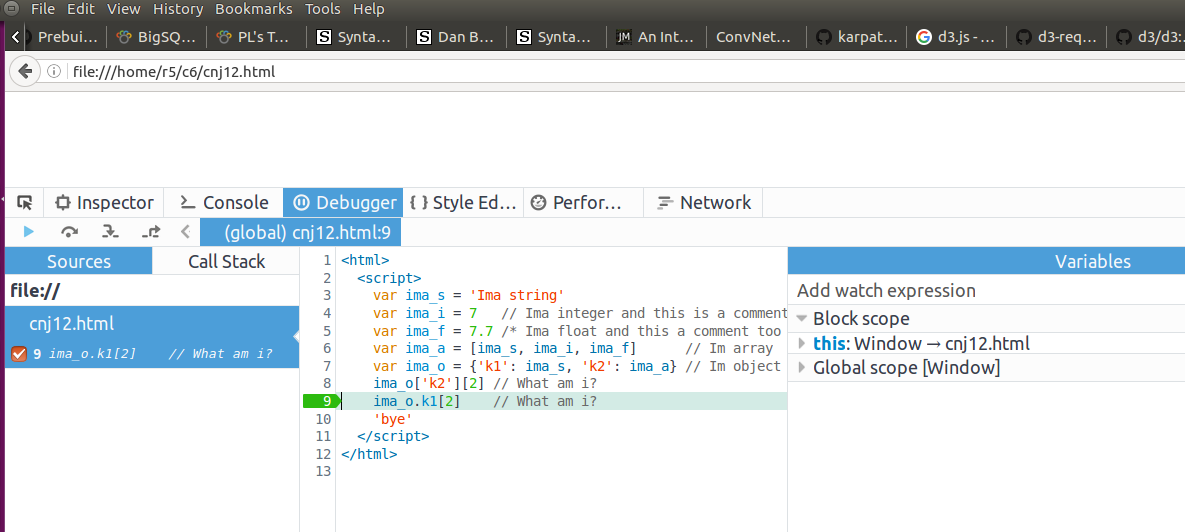 File Edit View History Bookmarks Tools Help
Prebui... BigSQ... PL's T... Synta... Dan B... Synta... An Int... ConvNet... karpat... d3.js - ... d3-req... d3/d3:..
file:///home/r5/c6/cnj12.html
Inspector Console Debugger { } Style Ed... Perfor... Network
(global) cnj12.html:9
Sources Call Stack Variables
file://
cnj12.html
9 ima_o.k1[2] // What am i?
1 <html>
2 <script>
3 var ima_s = 'Ima string'
4 var ima_i = 7 // Ima integer and this is a comment
5 var ima_f = 7.7 /* Ima float and this a comment too
6 var ima_a = [ima_s, ima_i, ima_f] // Im array
7 var ima_o = {'k1': ima_s, 'k2': ima_a} // Im object
8 ima_o['k2'][2] // What am i?
9 ima_o.k1[2] // What am i?
10 'bye'
11 </script>
12 </html>
13
Add watch expression
Block scope
this: Window → cnj12.html
Global scope [Window]